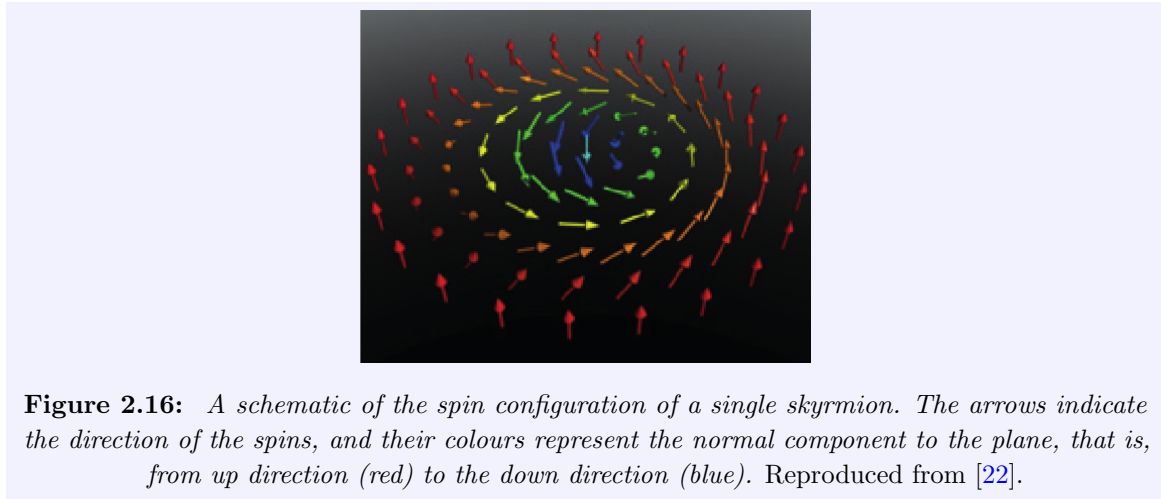 Figure 2.16: A schematic of the spin configuration of a single skyrmion. The arrows indicate
the direction of the spins, and their colours represent the normal component to the plane, that is,
from up direction (red) to the down direction (blue). Reproduced from [22].